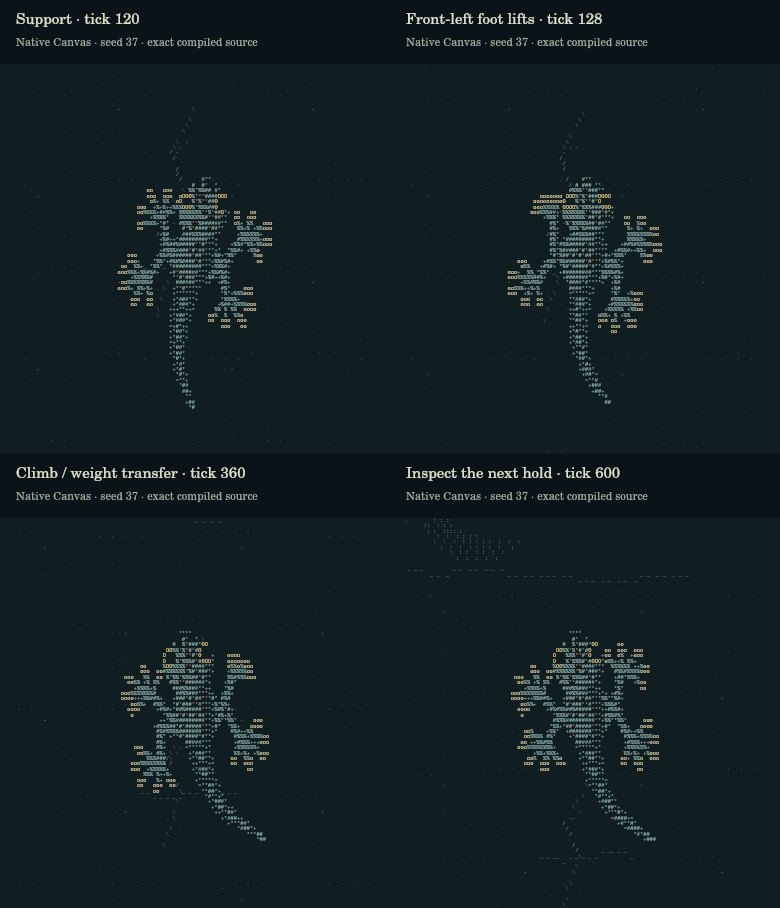 Support · tick 120
Native Canvas · seed 37 · exact compiled source
Front-left foot lifts · tick 128
Native Canvas · seed 37 · exact compiled source
Climb / weight transfer · tick 360
Native Canvas · seed 37 · exact compiled source
Inspect the next hold · tick 600
Native Canvas · seed 37 · exact compiled source